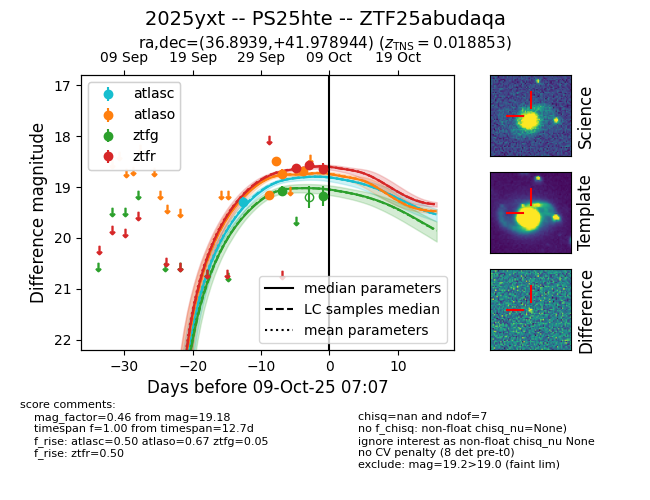 2025yxt -- PS25hte -- ZTF25abudaqa
ra,dec=(36.8939,+41.978944) (z_TNS = 0.018853)
09 Sep 19 Sep 29 Sep 09 Oct 19 Oct
17
18
19
20
21
22
Difference magnitude
atlasc
atlaso
ztfg
ztfr
median parameters
LC samples median
mean parameters
−30 −20 −10 0 10
Days before 09-Oct-25 07:07
Science
Template
Difference
score comments:
mag_factor=0.46 from mag=19.18
timespan f=1.00 from timespan=12.7d
f_rise: atlasc=0.50 atlaso=0.67 ztfg=0.05
f_rise: ztfr=0.50
chisq=nan and ndof=7
no f_chisq: non-float chisq_nu=None)
ignore interest as non-float chisq_nu None
no CV penalty (8 det pre-t0)
exclude: mag=19.2>19.0 (faint lim)